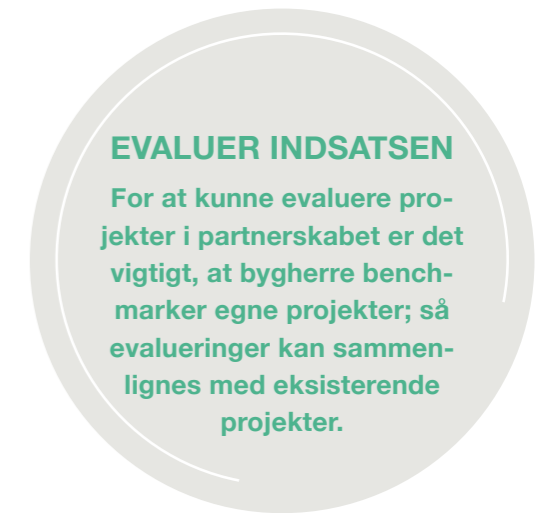 EVALUER INDSATSEN
For at kunne evaluere pro-
jekter i partnerskabet er det
vigtigt, at bygherre bench-
marker egne projekter; så
evalueringer kan sammen-
lignes med eksisterende
projekter.